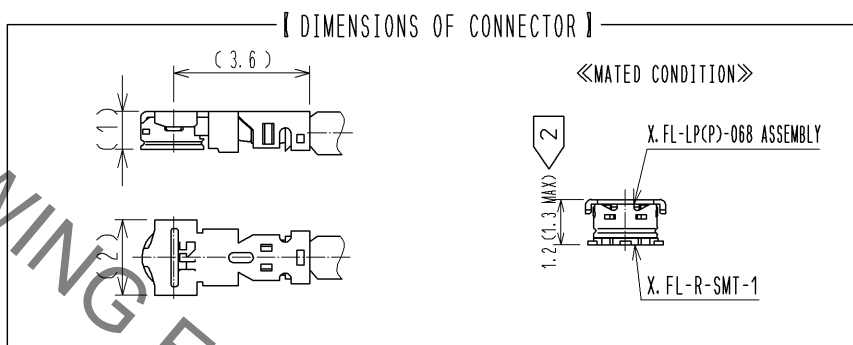 【 DIMENSIONS OF CONNECTOR 】
( 3.6 )
≪MATED CONDITION≫
(1)
2
X.FL-LP(P)-068 ASSEMBLY
1.2(1.3 MAX)
(2)
X.FL-R-SMT-1
WING F